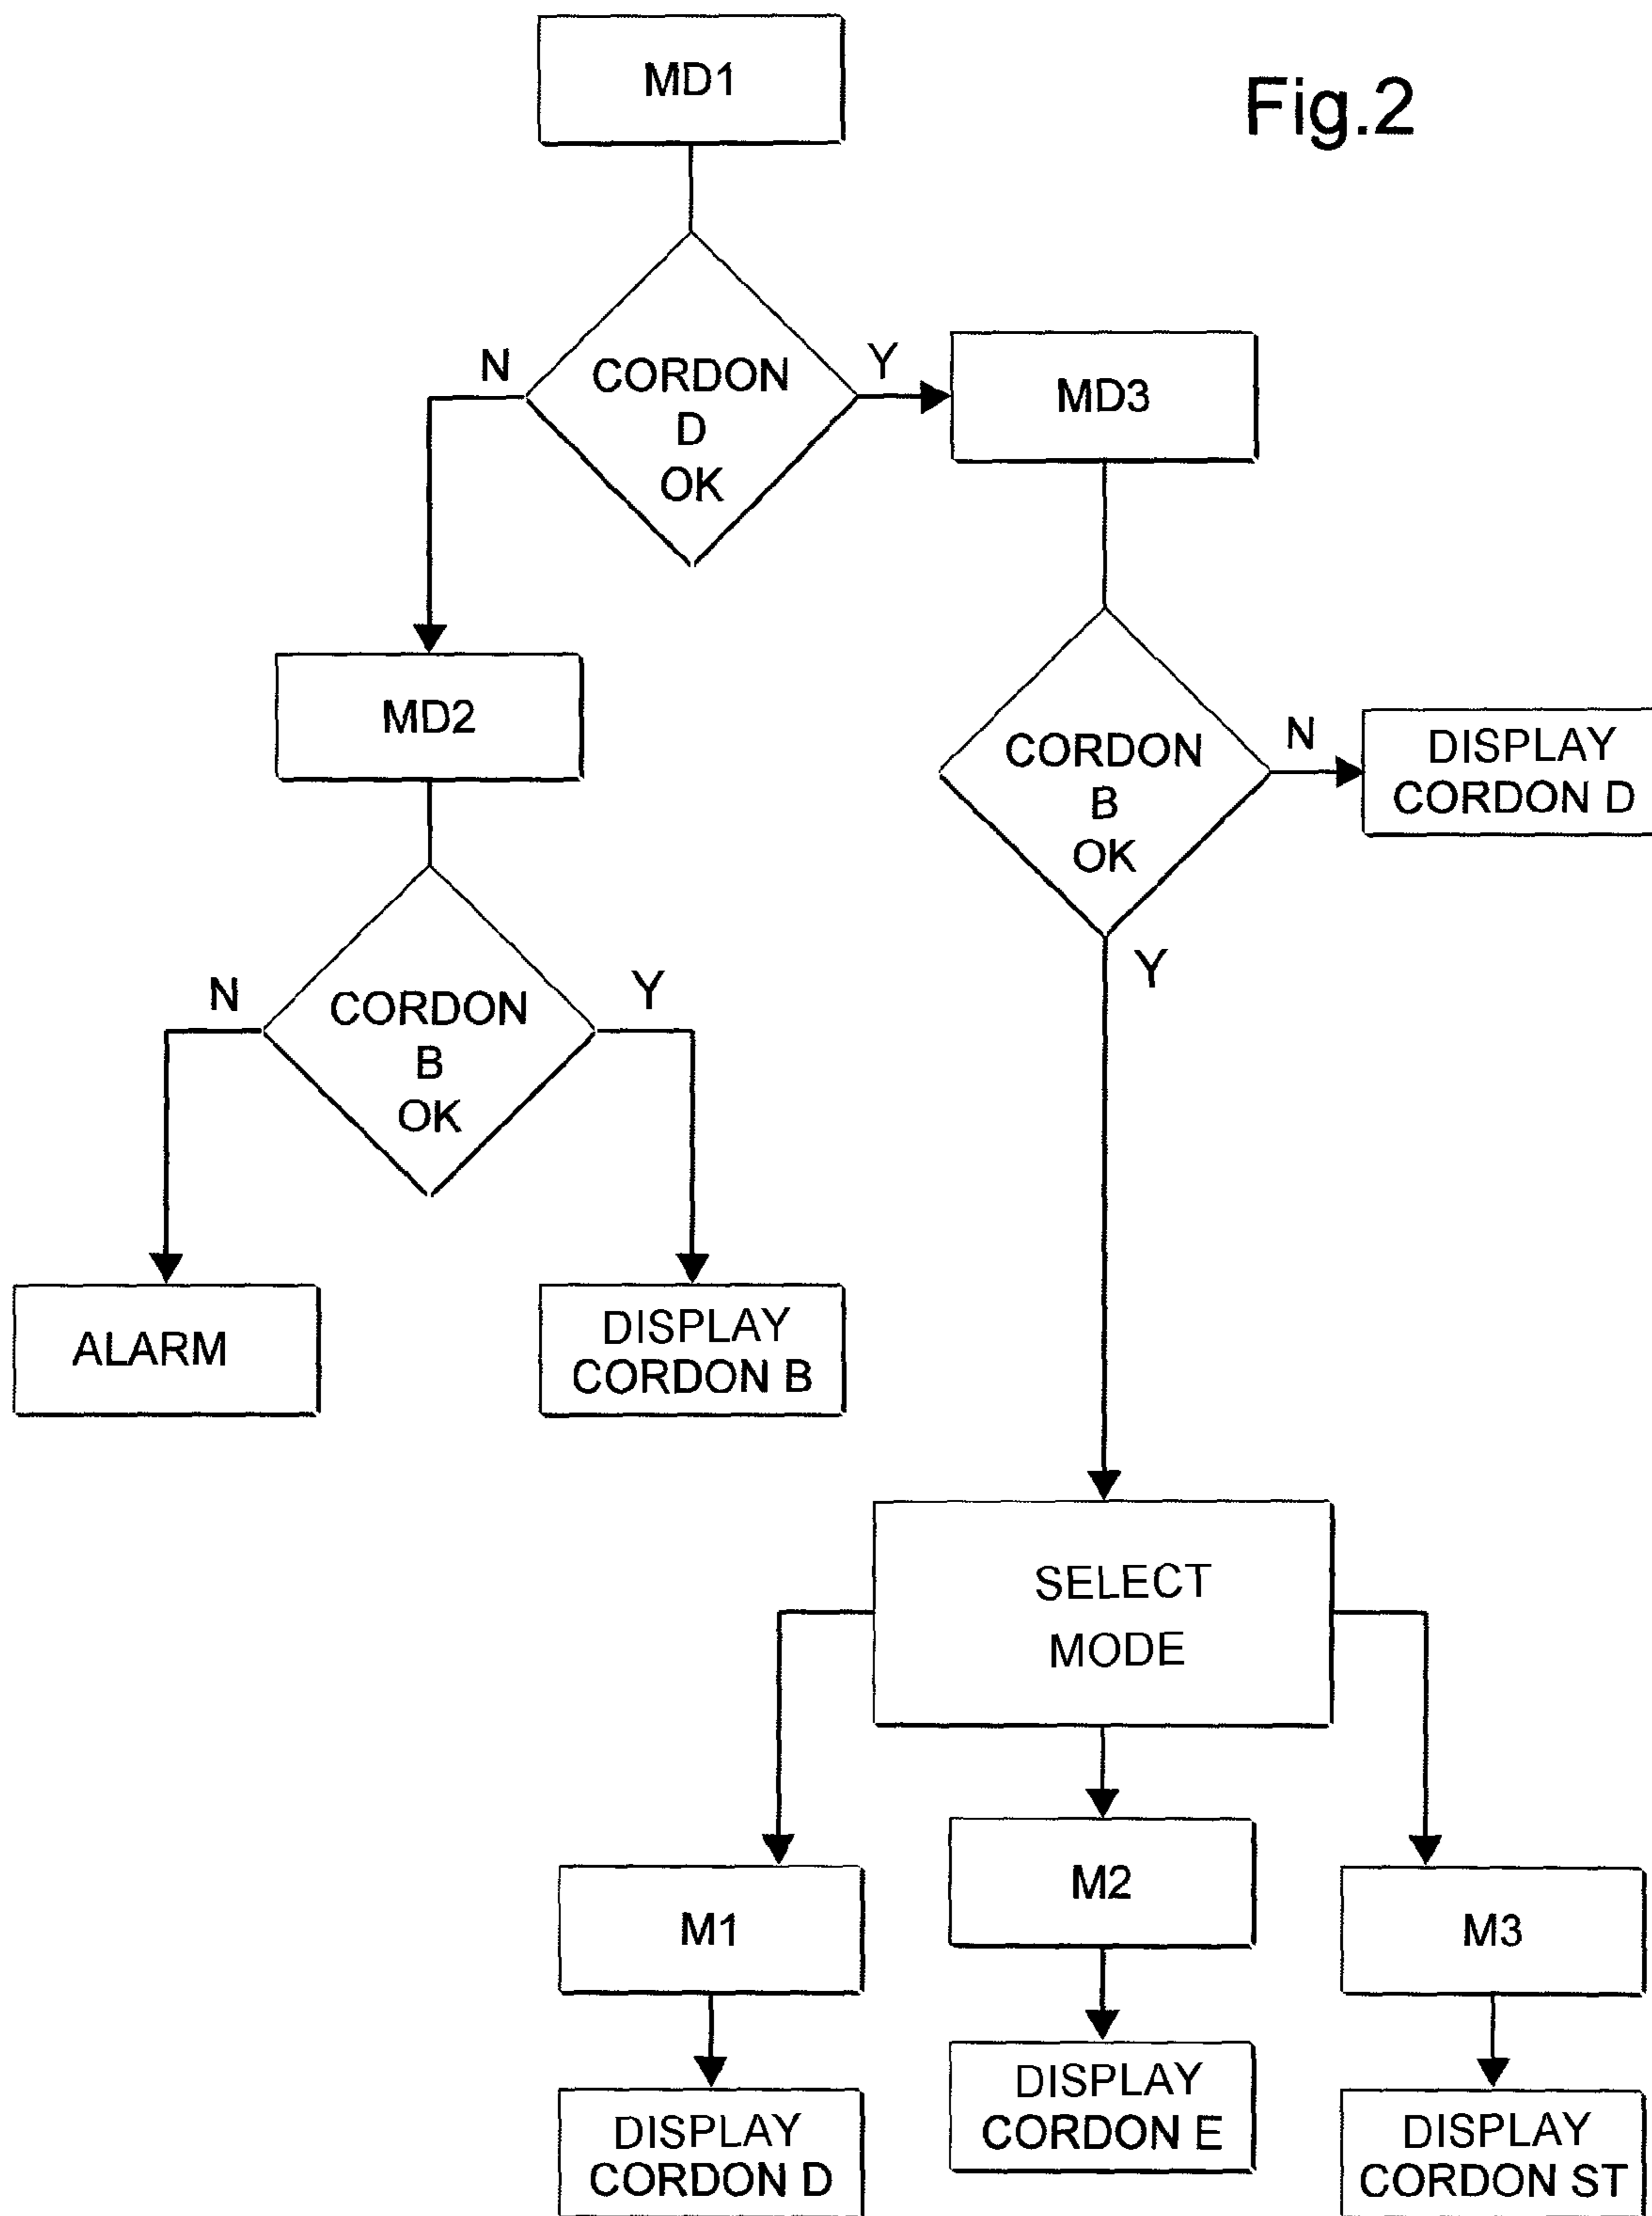 MD1
Fig.2
N
CORDON
D
OK
Y
MD3
MD2
CORDON
B
OK
N
DISPLAY
CORDON D
Y
N
CORDON
B
OK
Y
ALARM
DISPLAY
CORDON B
SELECT
MODE
M1
M2
M3
DISPLAY
CORDON D
DISPLAY
CORDON E
DISPLAY
CORDON ST